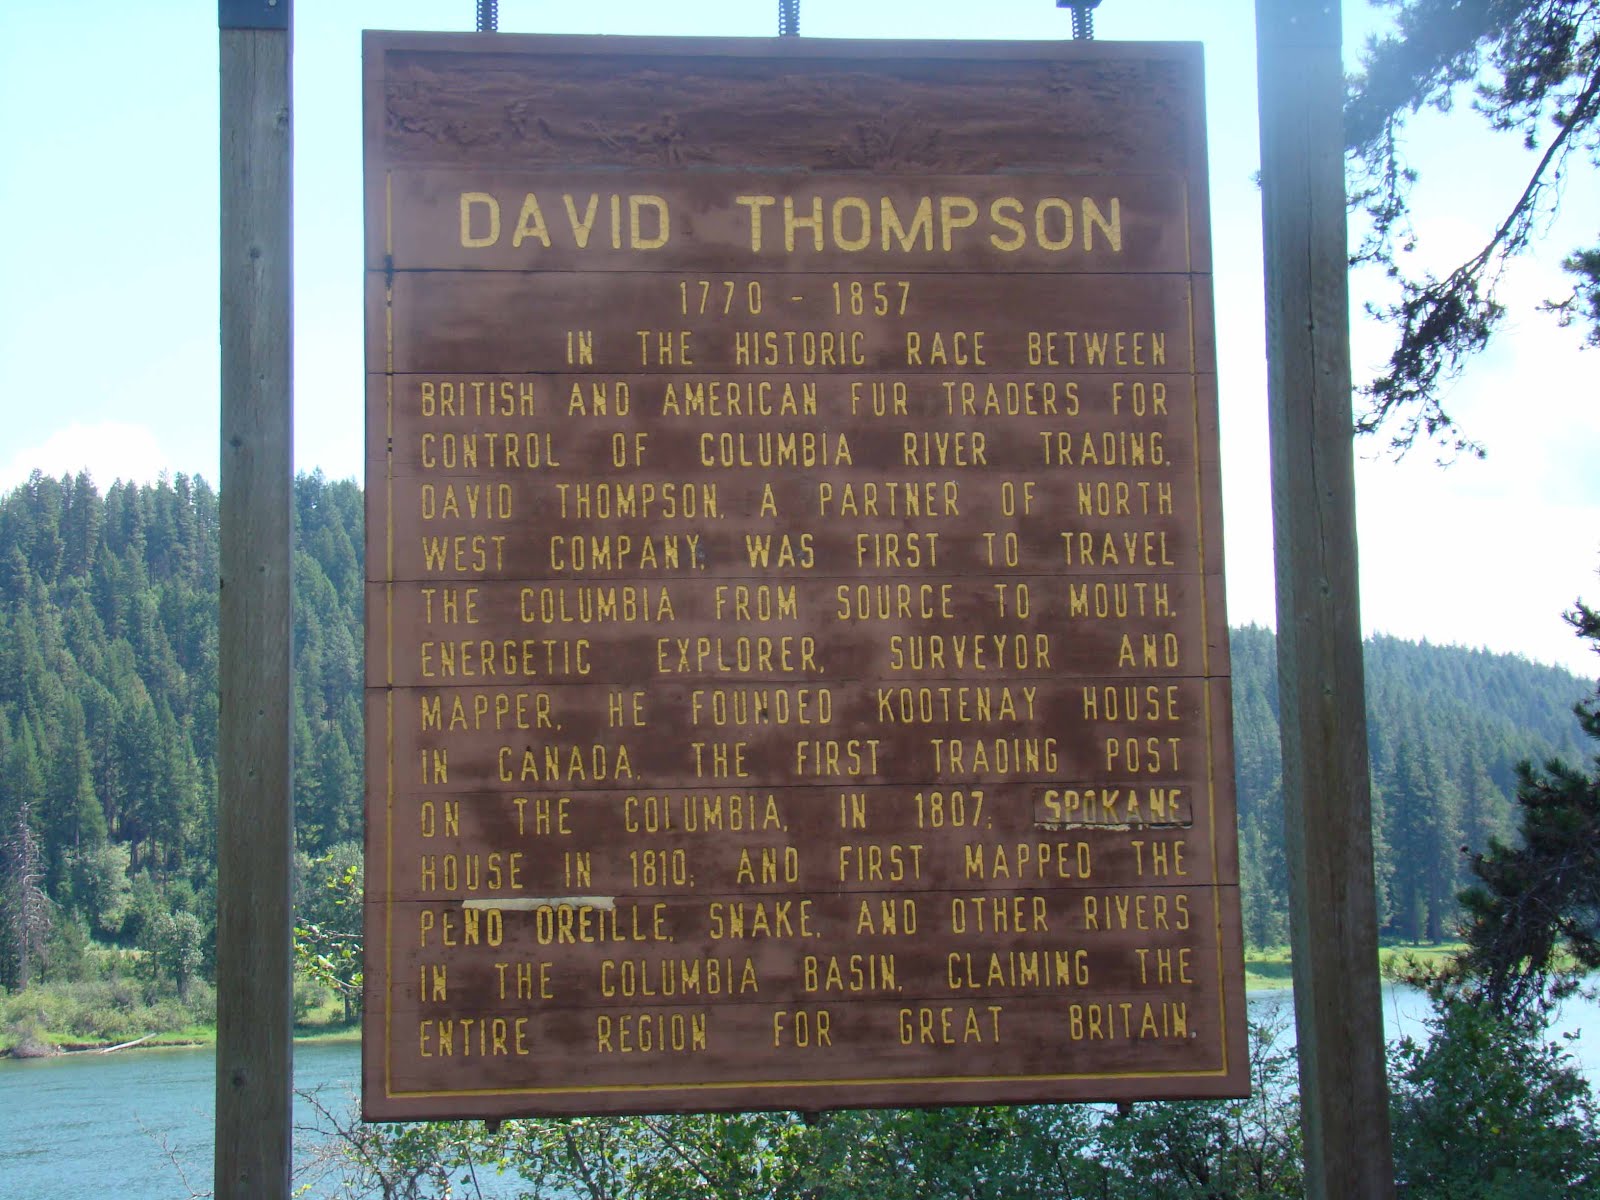 DAVID THOMPSON
1770 - 1857
IN THE HISTORIC RACE BETWEEN
BRITISH AND AMERICAN FUR TRADERS FOR
CONTROL OF COLUMBIA RIVER TRADING,
DAVID THOMPSON, A PARTNER OF NORTH
WEST COMPANY, WAS FIRST TO TRAVEL
THE COLUMBIA FROM SOURCE TO MOUTH.
ENERGETIC EXPLORER, SURVEYOR AND
MAPPER, HE FOUNDED KOOTENAY HOUSE
IN CANADA, THE FIRST TRADING POST
ON THE COLUMBIA, IN 1807; SPOKANE
HOUSE IN 1810; AND FIRST MAPPED THE
PEND OREILLE, SNAKE, AND OTHER RIVERS
IN THE COLUMBIA BASIN, CLAIMING THE
ENTIRE REGION FOR GREAT BRITAIN.